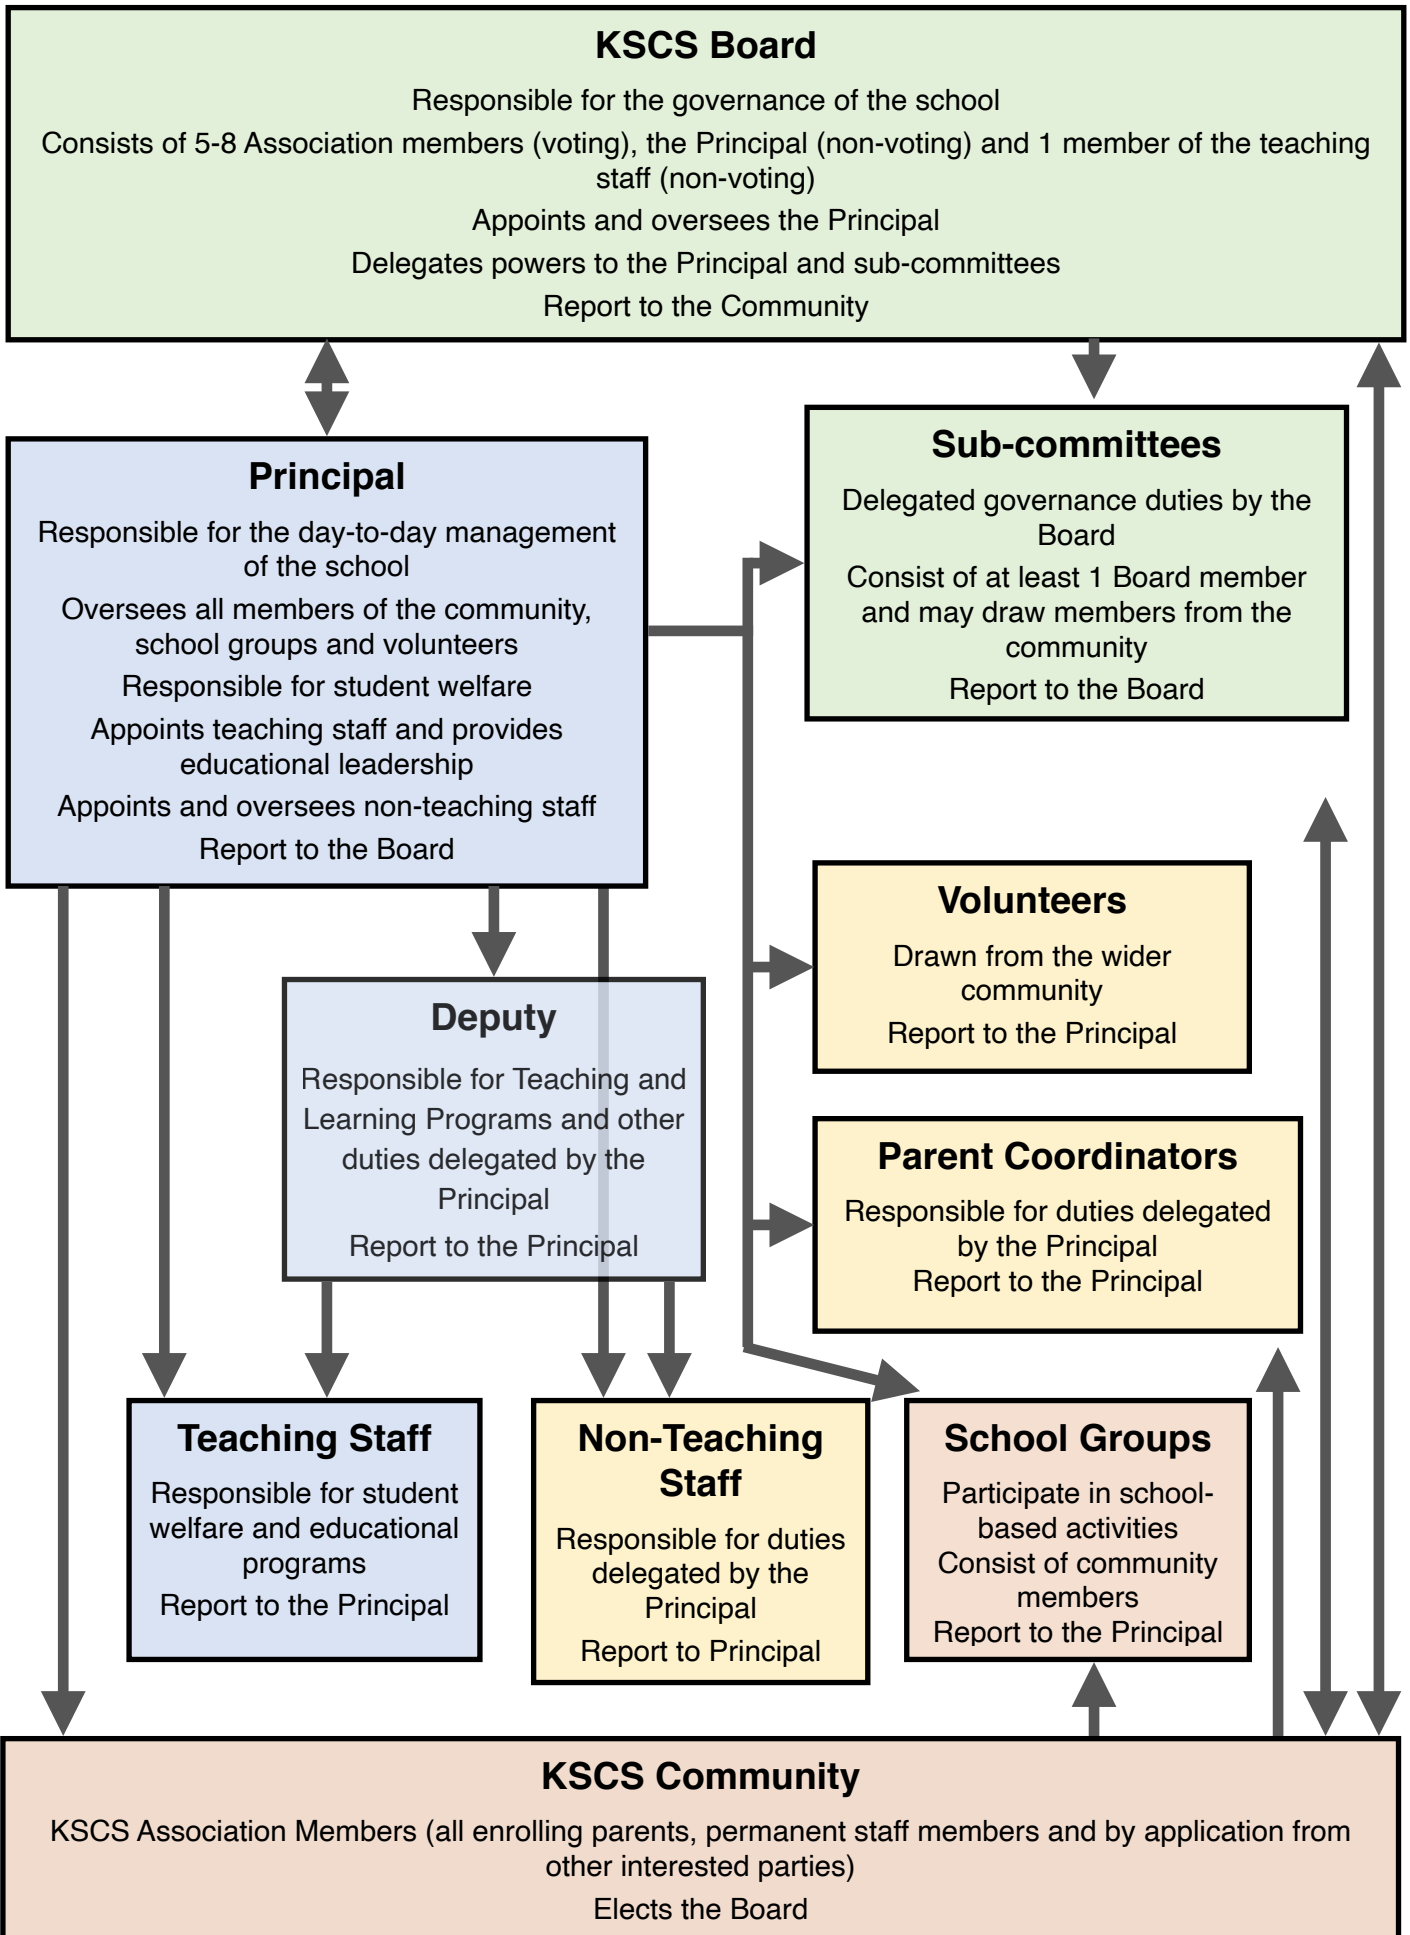 KSCS Board
Responsible for the governance of the school
Consists of 5-8 Association members (voting), the Principal (non-voting) and 1 member of the teaching
staff (non-voting)
Appoints and oversees the Principal
Delegates powers to the Principal and sub-committees
Report to the Community
Principal
Responsible for the day-to-day management
of the school
Oversees all members of the community,
school groups and volunteers
Responsible for student welfare
Appoints teaching staff and provides
educational leadership
Appoints and oversees non-teaching staff
Report to the Board
Sub-committees
Delegated governance duties by the
Board
Consist of at least 1 Board member
and may draw members from the
community
Report to the Board
Volunteers
Drawn from the wider
community
Report to the Principal
Deputy
Responsible for Teaching and
Learning Programs and other
duties delegated by the
Principal
Report to the Principal
Parent Coordinators
Responsible for duties delegated
by the Principal
Report to the Principal
Teaching Staff
Responsible for student
welfare and educational
programs
Report to the Principal
Non-Teaching
Staff
Responsible for duties
delegated by the
Principal
Report to Principal
School Groups
Participate in school-
based activities
Consist of community
members
Report to the Principal
KSCS Community
KSCS Association Members (all enrolling parents, permanent staff members and by application from
other interested parties)
Elects the Board